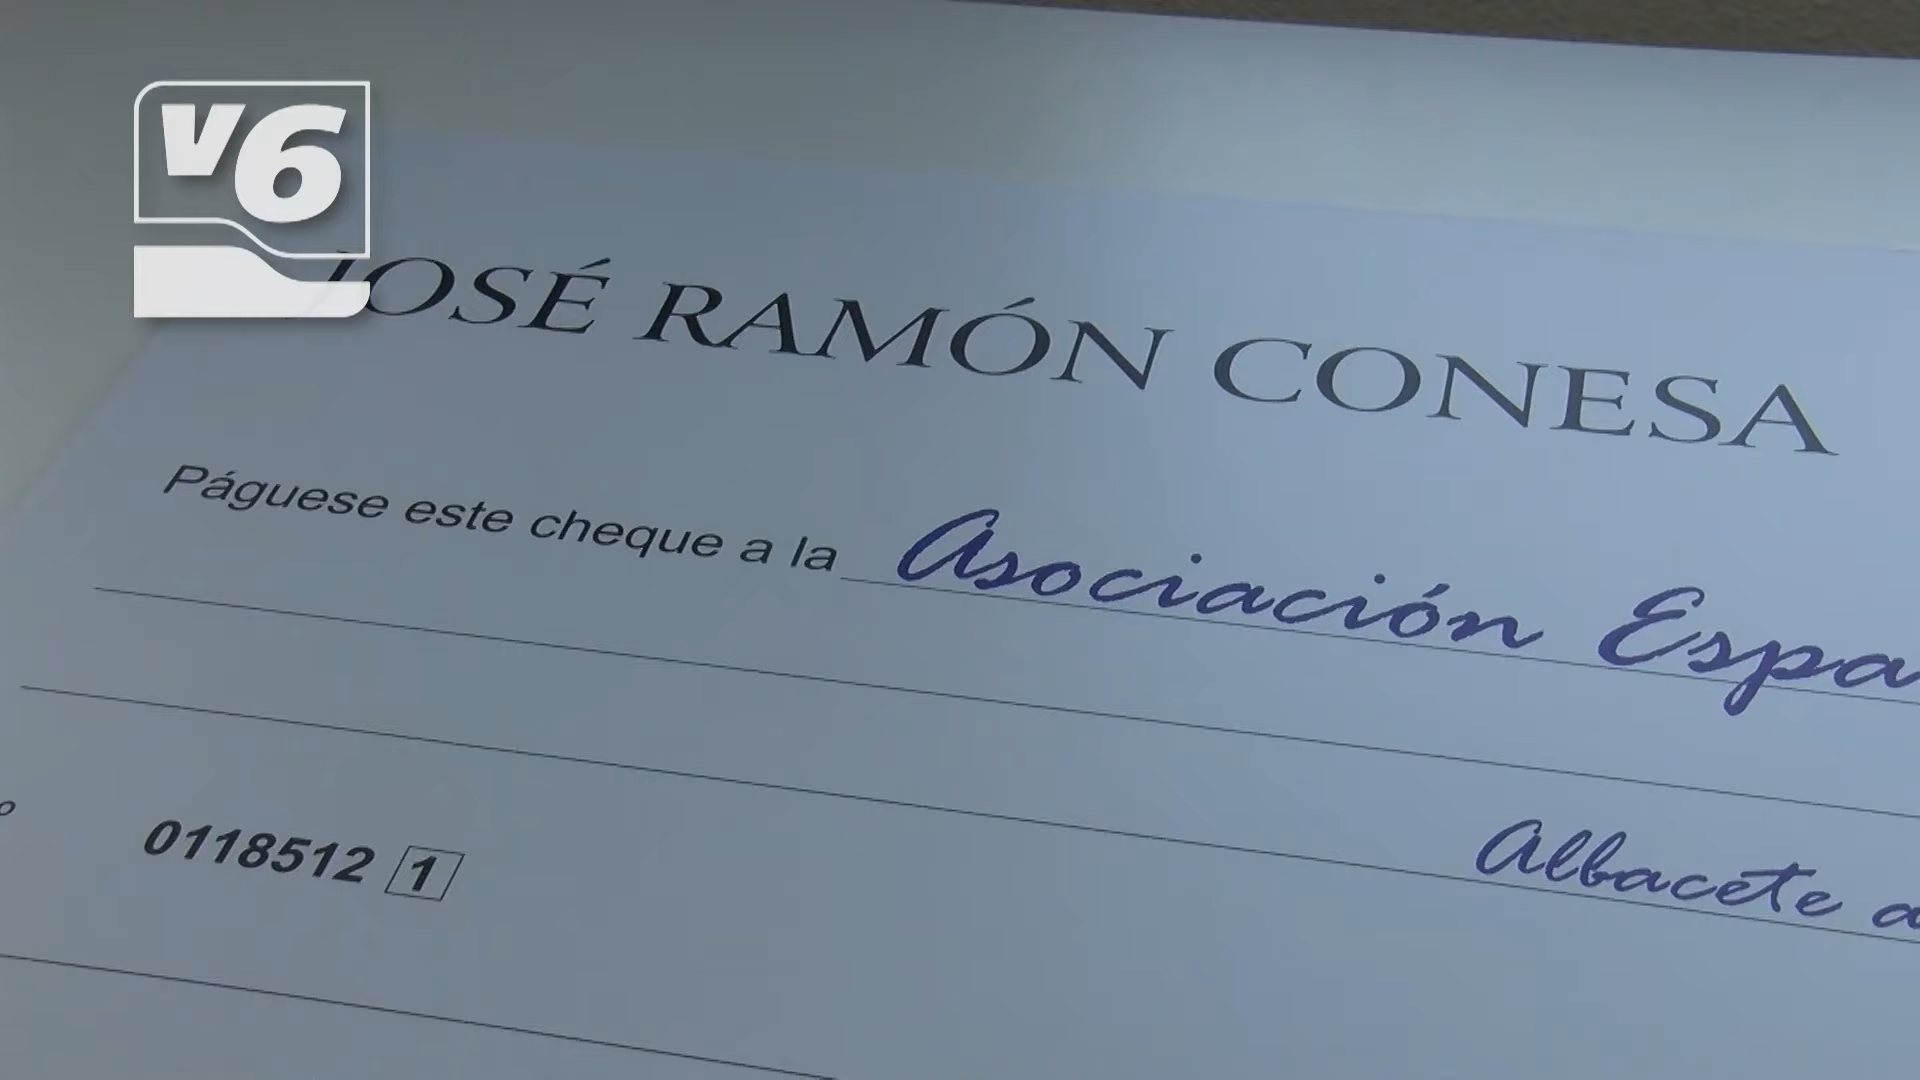 v6
JOSÉ RAMÓN CONESA
Páguese este cheque a la Asociación Espa
Albacete a
0118512 1